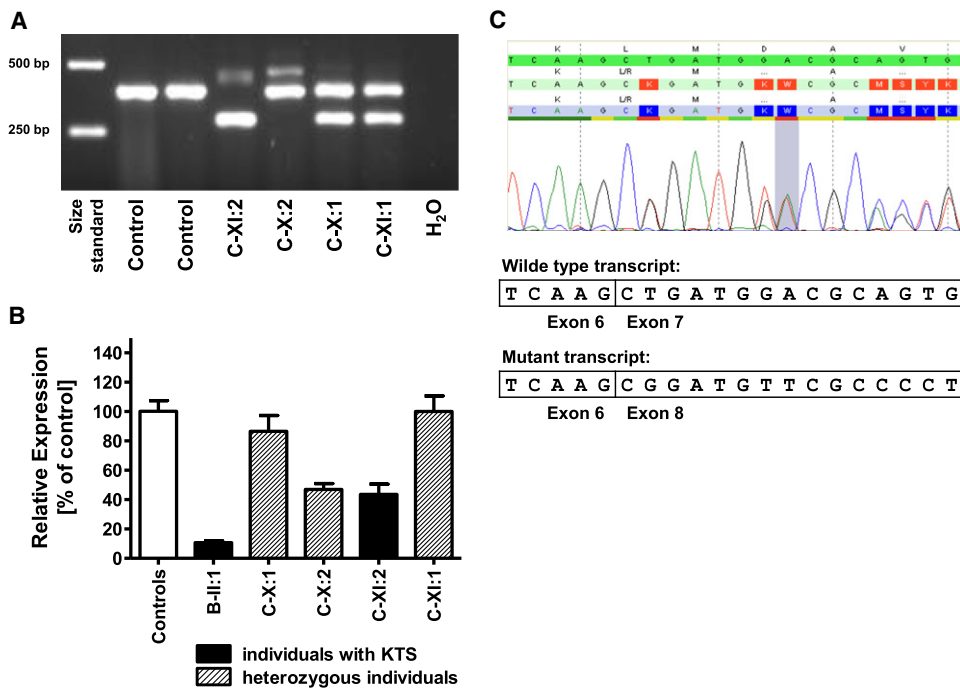 A
500 bp
250 bp
Size standard
Control
Control
C-XI:2
C-X:2
C-X:1
C-XI:1
H2O
B
Relative Expression
[% of control]
140
120
100
80
60
40
20
0
Controls
B-II:1
C-X:1
C-X:2
C-XI:2
C-XI:1
individuals with KTS
heterozygous individuals
C
K L M D A V
T C A A G C T G A T G G A C G C A G T G
K L/R M ... A ...
T C A A G C K G A T G K W C G C M S Y K
K L/R M ... A ...
T C A A G C K G A T G K W C G C M S Y K
Wilde type transcript:
T C A A G C T G A T G G A C G C A G T G
Exon 6 Exon 7
Mutant transcript:
T C A A G C G G A T G T T C G C C C C T
Exon 6 Exon 8